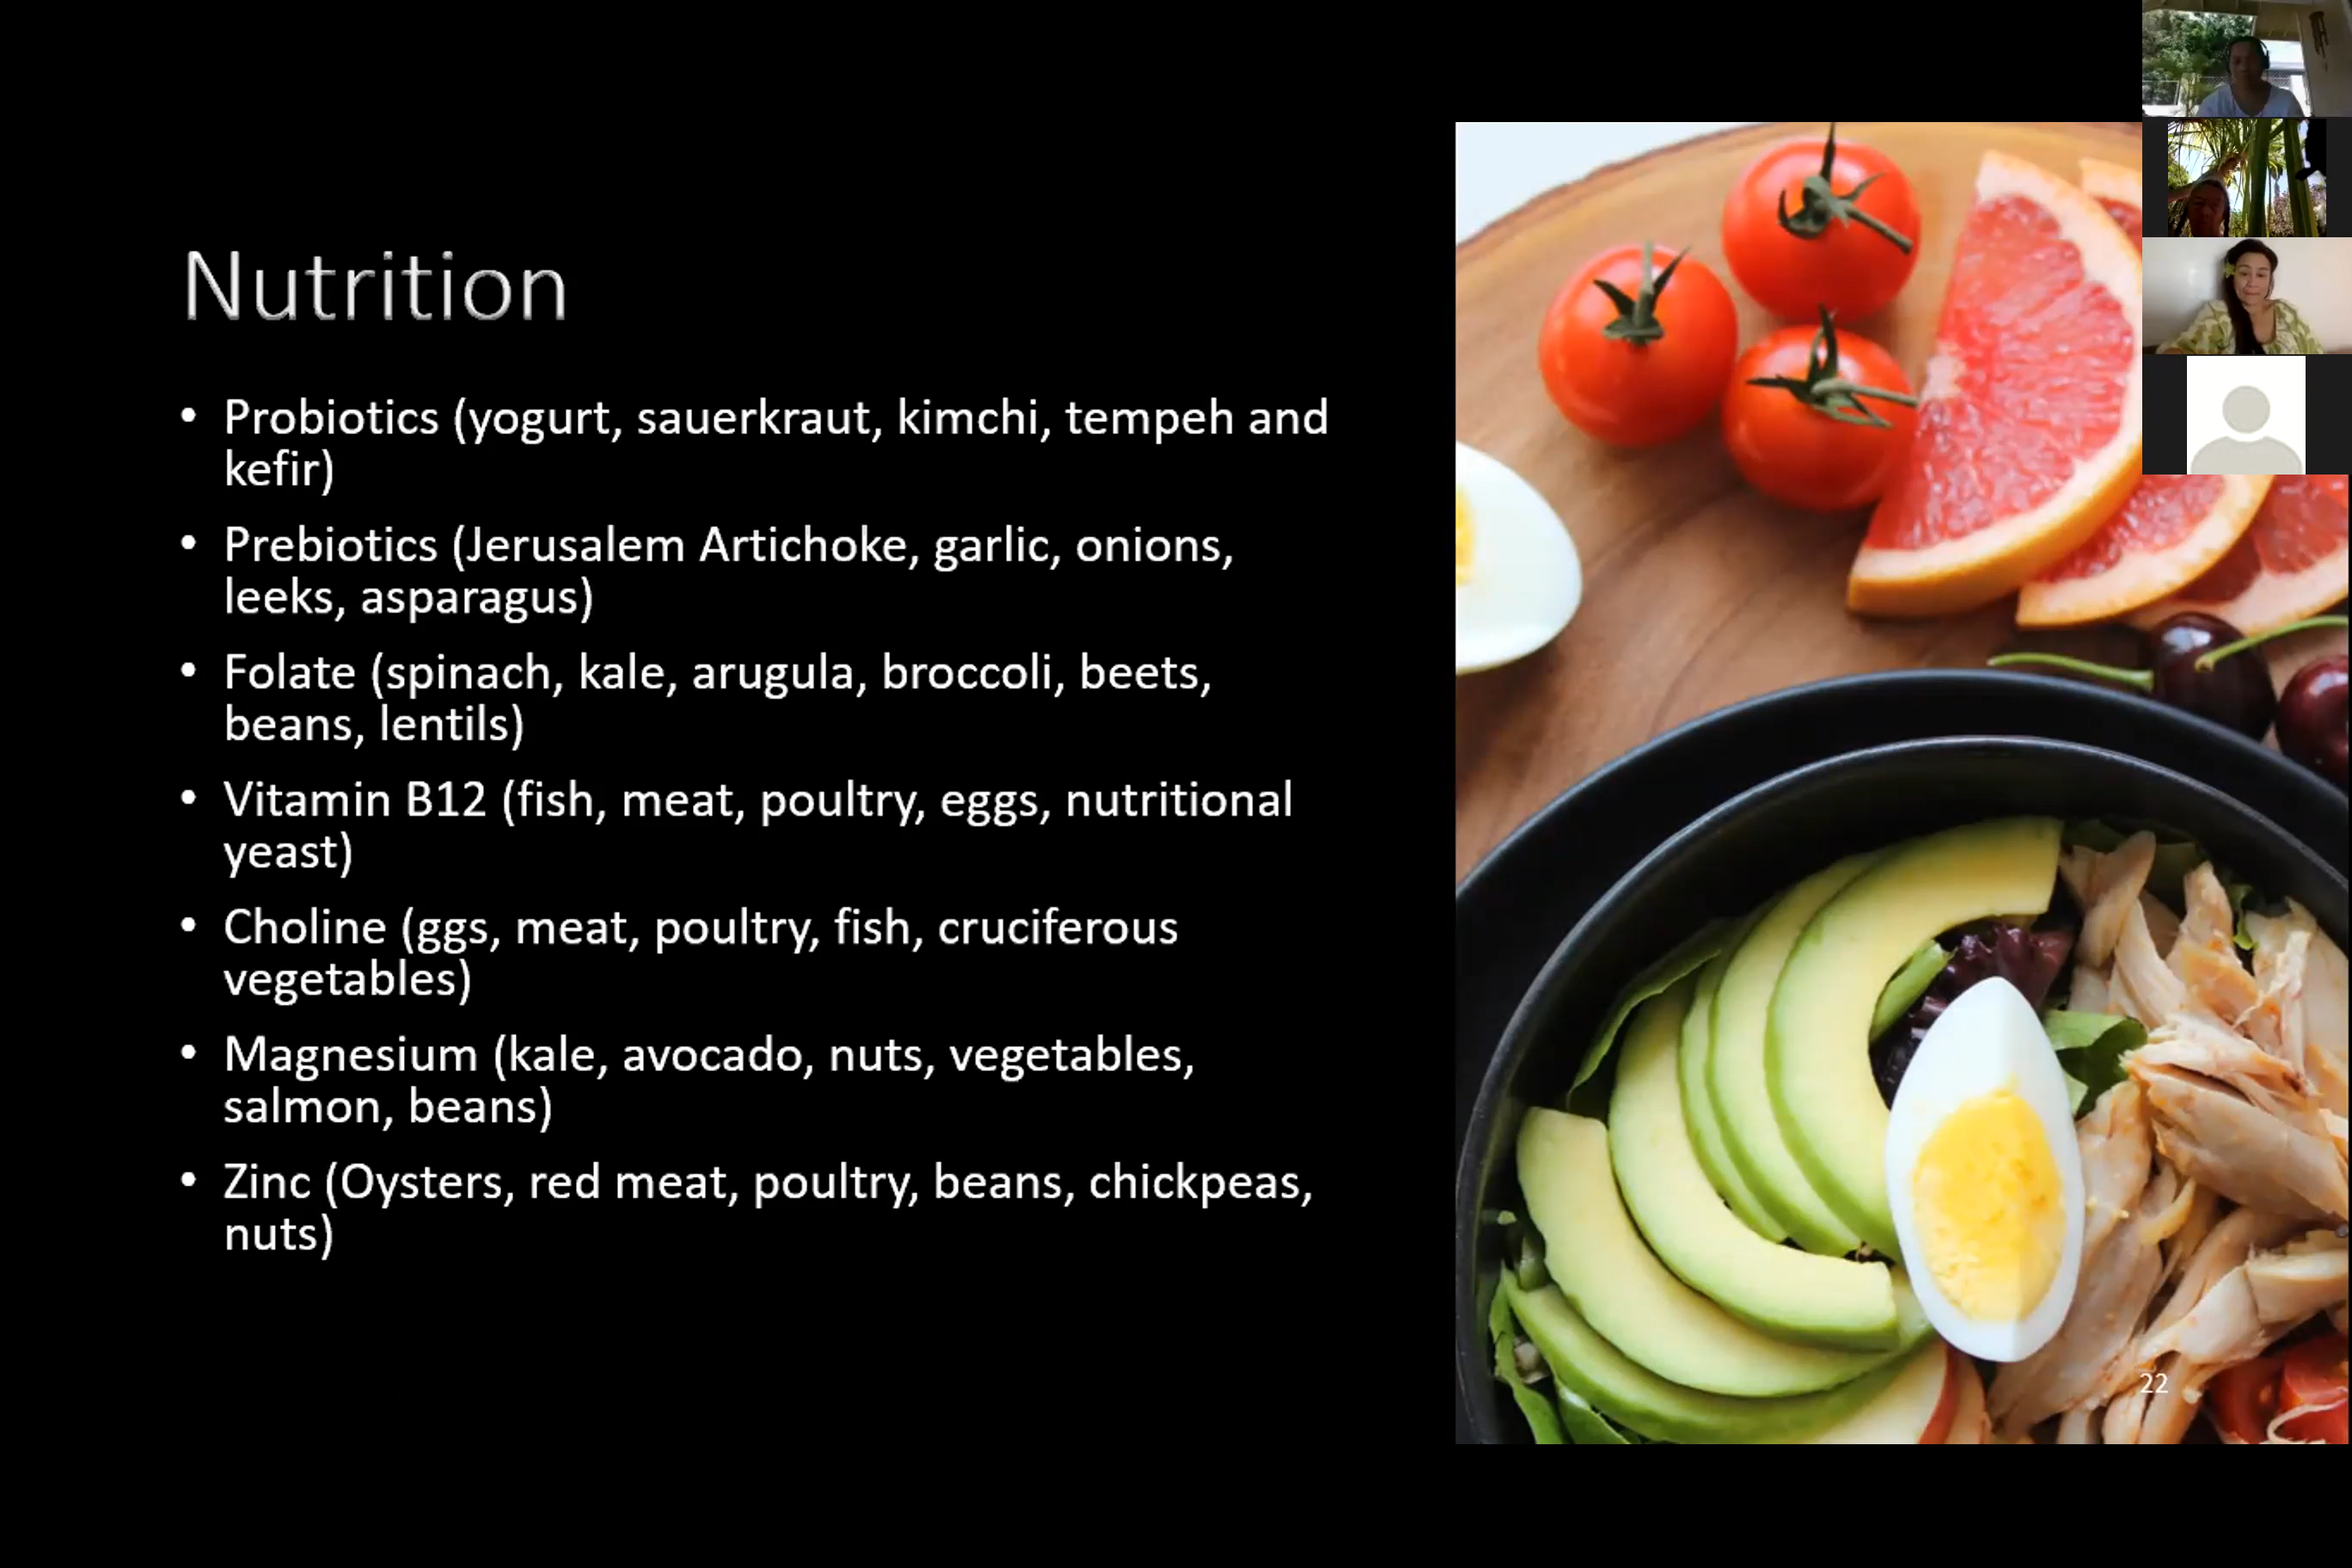 Nutrition
• Probiotics (yogurt, sauerkraut, kimchi, tempeh and
kefir)
• Prebiotics (Jerusalem Artichoke, garlic, onions,
leeks, asparagus)
• Folate (spinach, kale, arugula, broccoli, beets,
beans, lentils)
• Vitamin B12 (fish, meat, poultry, eggs, nutritional
yeast)
• Choline (ggs, meat, poultry, fish, cruciferous
vegetables)
• Magnesium (kale, avocado, nuts, vegetables,
salmon, beans)
• Zinc (Oysters, red meat, poultry, beans, chickpeas,
nuts)
22